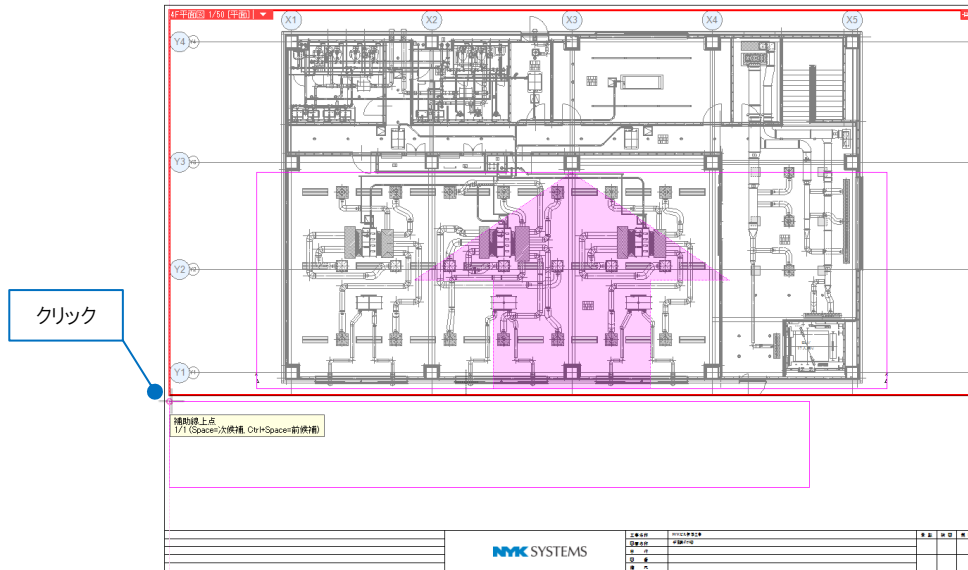 4F平面図 1/50 [平面]
X1 X2 X3 X4 X5
Y4
Y3
Y2
クリック
Y1
補助線上点
1/1 (Space=次候補, Ctrl+Space=前候補)
NYK SYSTEMS